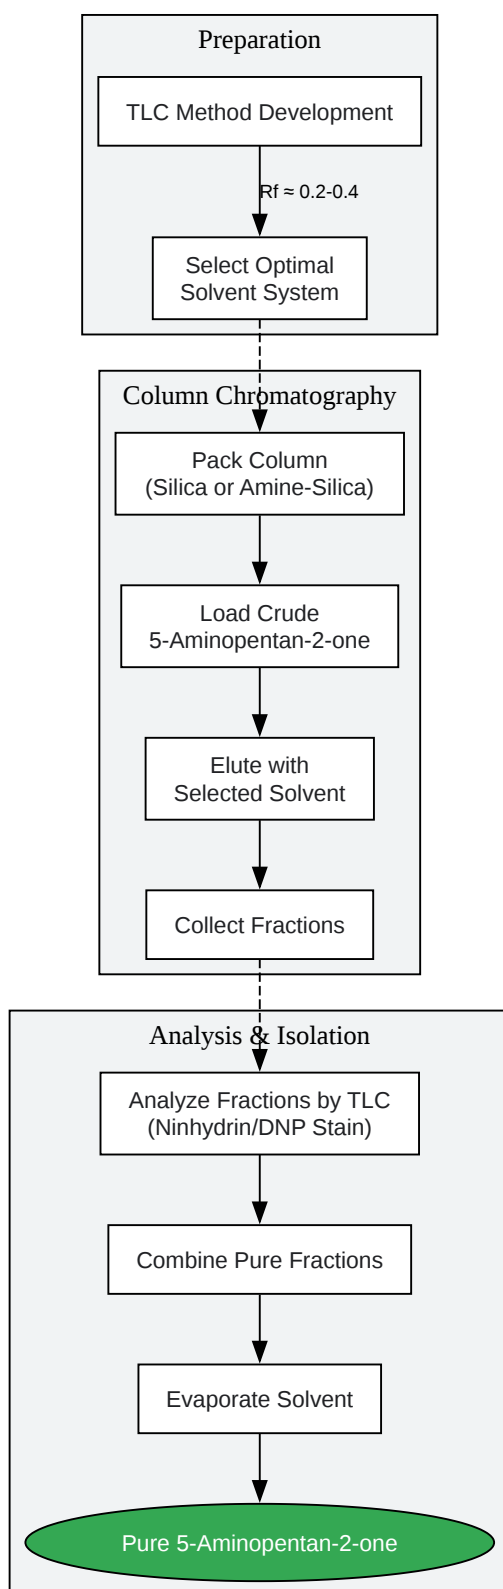 Preparation
TLC Method Development
Rf ≈ 0.2-0.4
Select Optimal
Solvent System
Column Chromatography
Pack Column
(Silica or Amine-Silica)
Load Crude
5-Aminopentan-2-one
Elute with
Selected Solvent
Collect Fractions
Analysis & Isolation
Analyze Fractions by TLC
(Ninhydrin/DNP Stain)
Combine Pure Fractions
Evaporate Solvent
Pure 5-Aminopentan-2-one